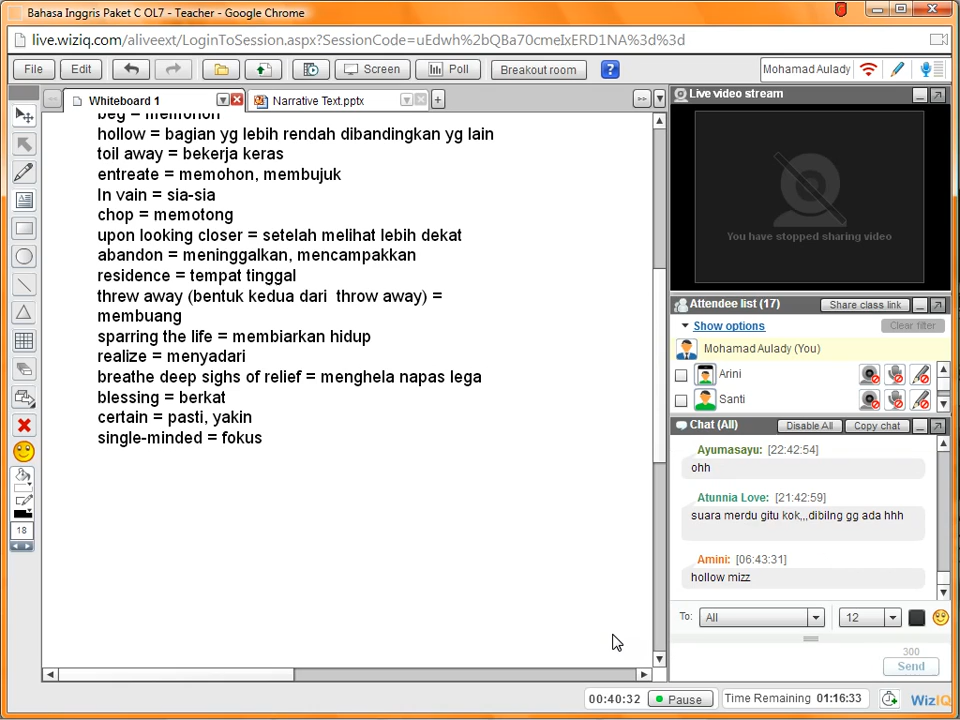 Bahasa Inggris Paket C OL7 - Teacher - Google Chrome
live.wiziq.com/aliveext/LoginToSession.aspx?SessionCode=uEdwh%2bQBa70cmeIxERD1NA%3d%3d
File Edit Screen Poll Breakout room ? Mohamad Aulady
Whiteboard 1 Narrative Text.pptx
beg = memohon
hollow = bagian yg lebih rendah dibandingkan yg lain
toil away = bekerja keras
entreate = memohon, membujuk
In vain = sia-sia
chop = memotong
upon looking closer = setelah melihat lebih dekat
abandon = meninggalkan, mencampakkan
residence = tempat tinggal
threw away (bentuk kedua dari  throw away) =
membuang
sparring the life = membiarkan hidup
realize = menyadari
breathe deep sighs of relief = menghela napas lega
blessing = berkat
certain = pasti, yakin
single-minded = fokus
18
Live video stream
You have stopped sharing video
Attendee list (17) Share class link
Show options Clear filter
Mohamad Aulady (You)
Arini
Santi
Chat (All) Disable All Copy chat
Ayumasayu: [22:42:54]
ohh
Atunnia Love: [21:42:59]
suara merdu gitu kok,,,dibilng gg ada hhh
Amini: [06:43:31]
hollow mizz
To: All 12
300
Send
00:40:32 Pause Time Remaining 01:16:33 WizIQ